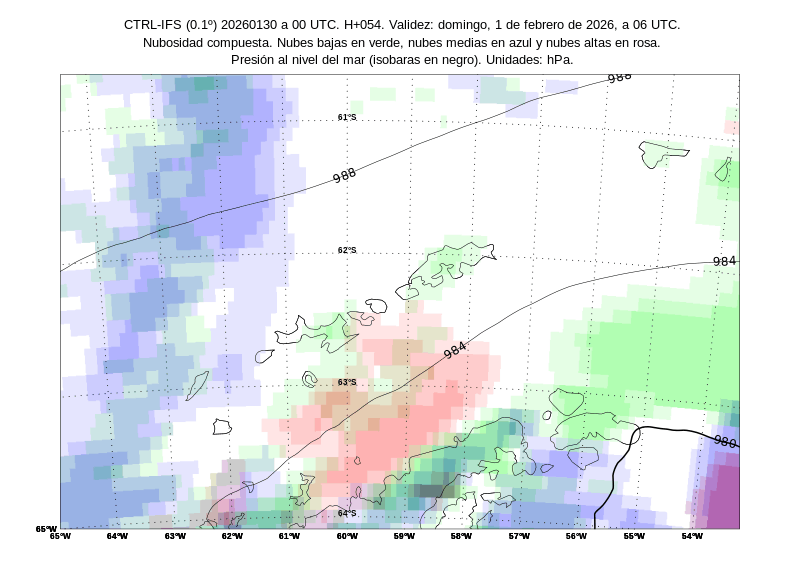 CTRL-IFS (0.1º) 20260130 a 00 UTC. H+054. Validez: domingo, 1 de febrero de 2026, a 06 UTC.
Nubosidad compuesta. Nubes bajas en verde, nubes medias en azul y nubes altas en rosa.
Presión al nivel del mar (isobaras en negro). Unidades: hPa.
988
61°S
988
62°S
984
984
63°S
980
64°S
65°W
65°W 64°W 63°W 62°W 61°W 60°W 59°W 58°W 57°W 56°W 55°W 54°W